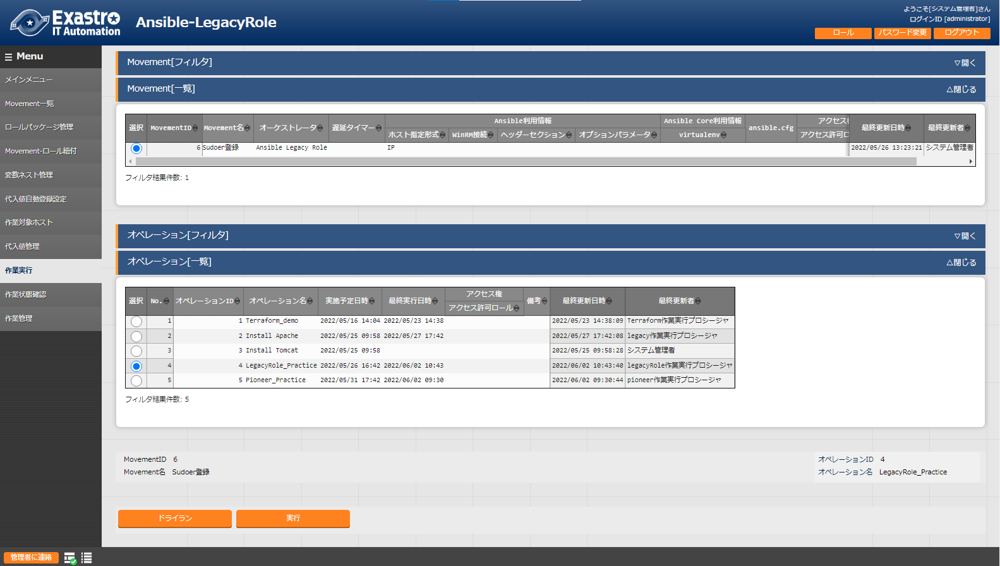 Exastro
IT Automation
Ansible-LegacyRole
ようこそ[システム管理者]さん
ログインID [administrator]
ロール パスワード変更 ログアウト
Menu
メインメニュー
Movement一覧
ロールパッケージ管理
Movement-ロール紐付
変数ネスト管理
代入値自動登録設定
作業対象ホスト
代入値管理
作業実行
作業状態確認
作業管理
Movement[フィルタ] ▽開く
Movement[一覧] △閉じる
選択 MovementID Movement名 オーケストレータ 遅延タイマー Ansible利用情報 Ansible Core利用情報 ansible.cfg アクセス 最終更新日時 最終更新者
ホスト指定形式 WinRM接続 ヘッダーセクション オプションパラメータ virtualenv アクセス許可ロ
6 Sudoer登録 Ansible Legacy Role IP 2022/05/26 13:23:21 システム管理者
フィルタ結果件数: 1
オペレーション[フィルタ] ▽開く
オペレーション[一覧] △閉じる
選択 No. オペレーションID オペレーション名 実施予定日時 最終実行日時 アクセス権 備考 最終更新日時 最終更新者
アクセス許可ロール
1 1 Terraform_demo 2022/05/16 14:04 2022/05/23 14:38 2022/05/23 14:38:09 Terraform作業実行プロシージャ
2 2 Install Apache 2022/05/25 09:58 2022/05/27 17:42 2022/05/27 17:42:08 legacy作業実行プロシージャ
3 3 Install Tomcat 2022/05/25 09:58 2022/05/25 09:58:28 システム管理者
4 4 LegacyRole_Practice 2022/05/26 16:42 2022/06/02 10:43 2022/06/02 10:43:40 legacyRole作業実行プロシージャ
5 5 Pioneer_Practice 2022/05/31 17:42 2022/06/02 09:30 2022/06/02 09:30:44 pioneer作業実行プロシージャ
フィルタ結果件数: 5
MovementID 6
Movement名 Sudoer登録
オペレーションID 4
オペレーション名 LegacyRole_Practice
ドライラン 実行
管理者に連絡